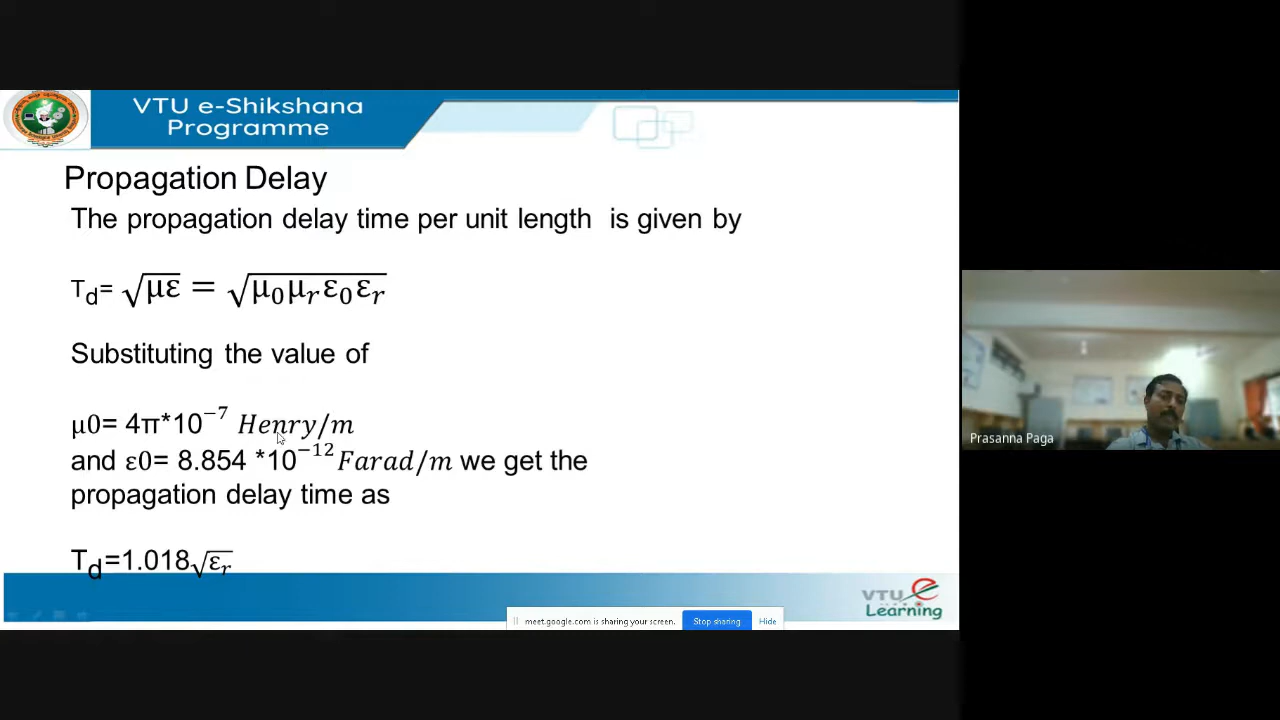 VTU e-Shikshana
Programme
Propagation Delay
The propagation delay time per unit length is given by
Td= √με = √μ₀μᵣε₀εᵣ
Substituting the value of
μ0= 4π*10⁻⁷ Henry/m
and ε0= 8.854 *10⁻¹² Farad/m we get the
propagation delay time as
Td=1.018√εᵣ
VTU e
Learning
meet.google.com is sharing your screen. Stop sharing Hide
Prasanna Paga